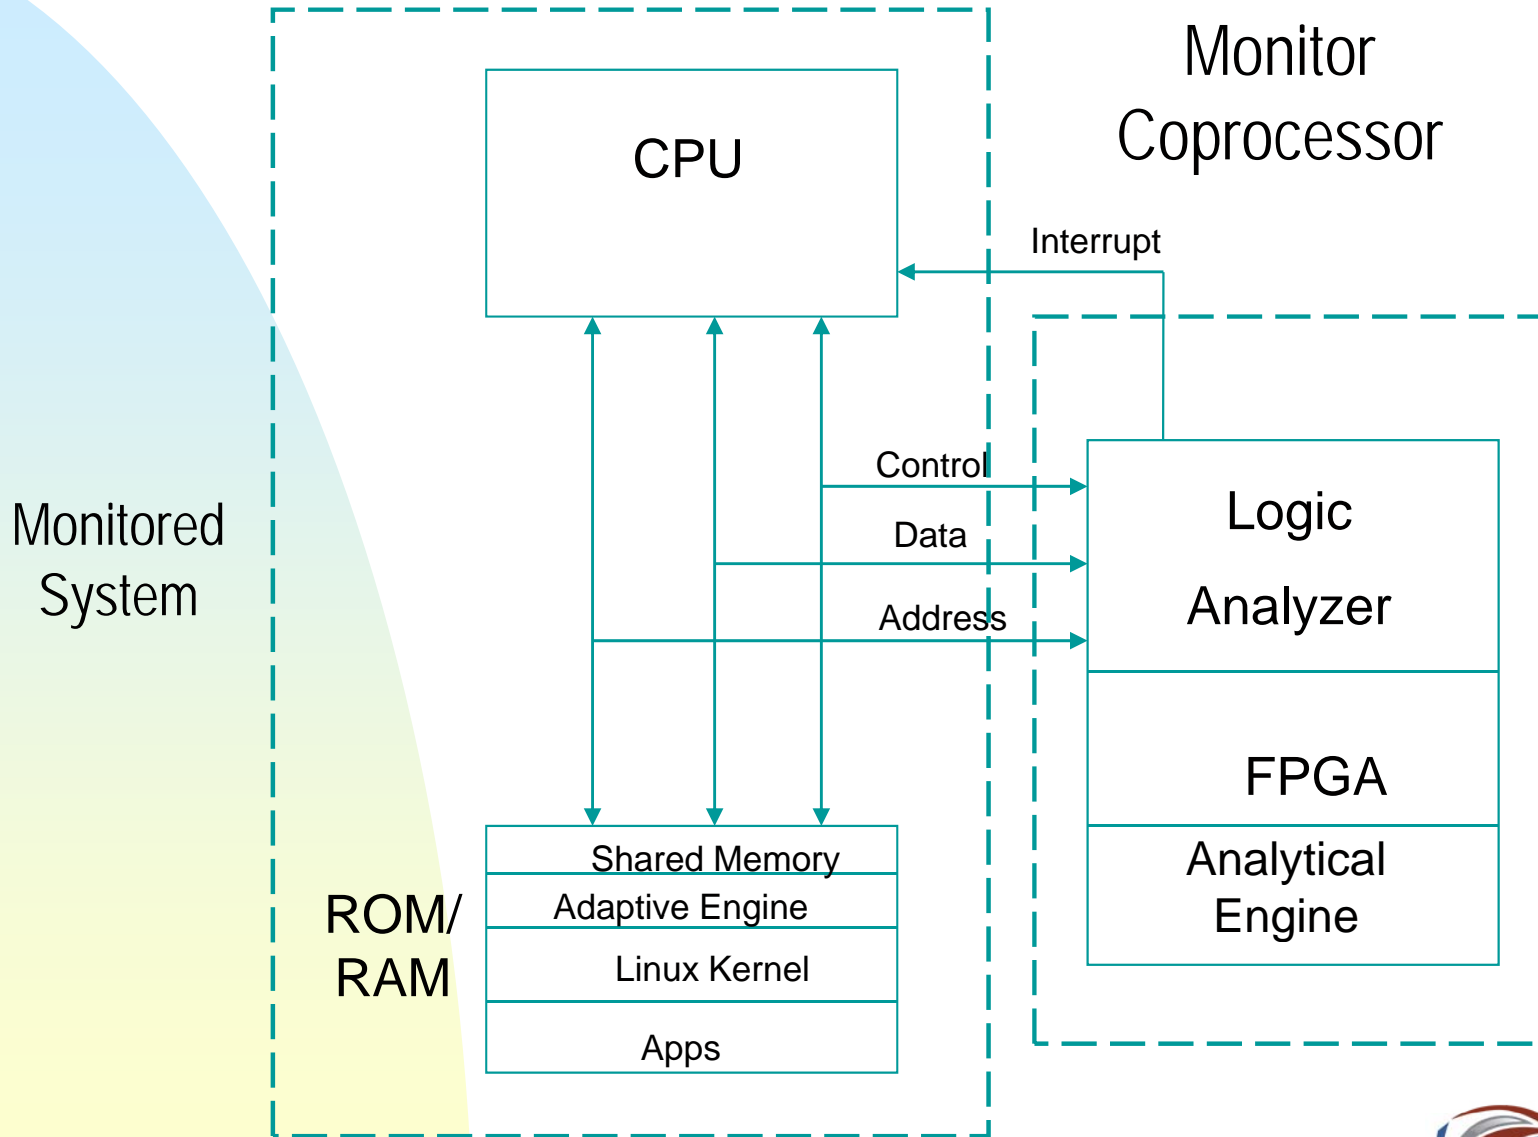 Monitor
Coprocessor
CPU
Interrupt
Control
Data
Address
Logic
Analyzer
Monitored
System
FPGA
Analytical
Engine
ROM/
RAM
Shared Memory
Adaptive Engine
Linux Kernel
Apps